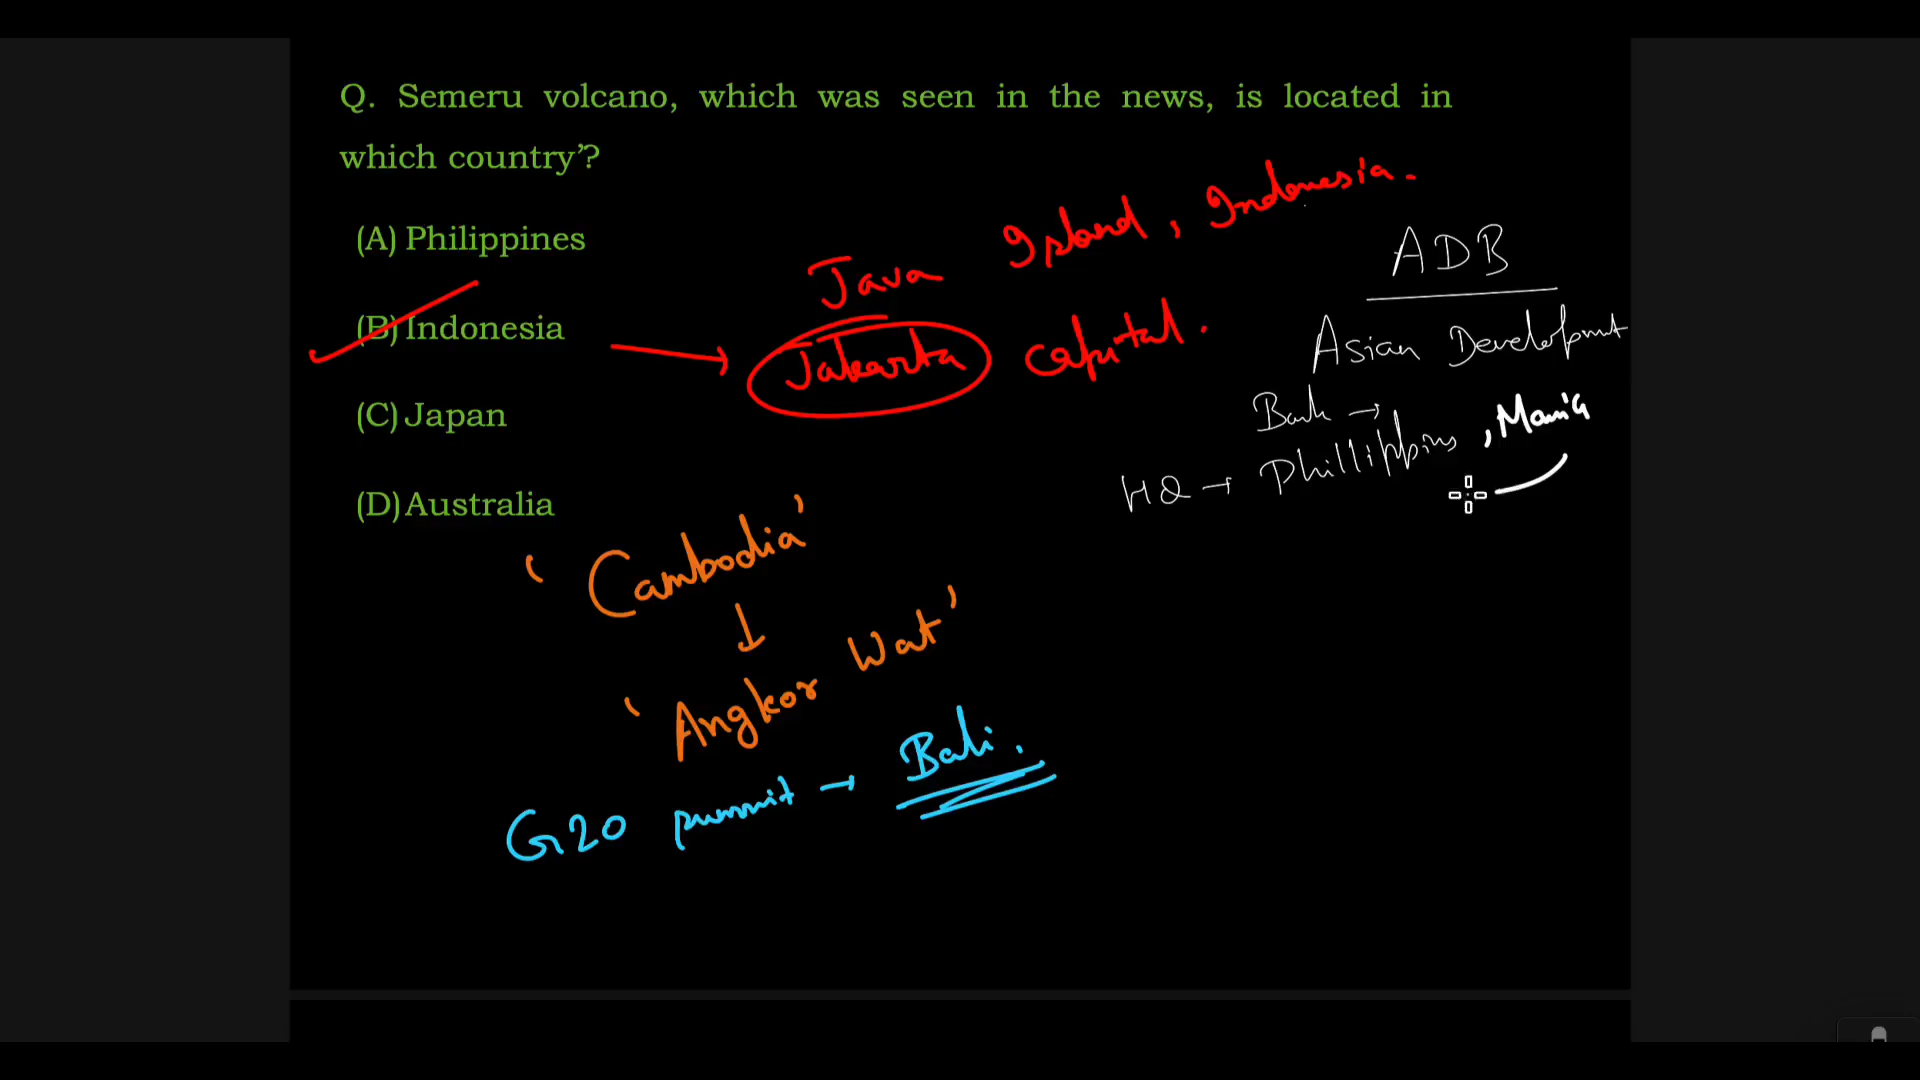 Q. Semeru volcano, which was seen in the news, is located in
which country’?
(A) Philippines
(B) Indonesia
(C) Japan
(D) Australia
Java Island, Indonesia.
Jakarta capital.
ADB
Asian Development
Bank →
HQ → Phillippins, Manila
‘Cambodia’
↓
‘Angkor Wat’
G20 summit → Bali.